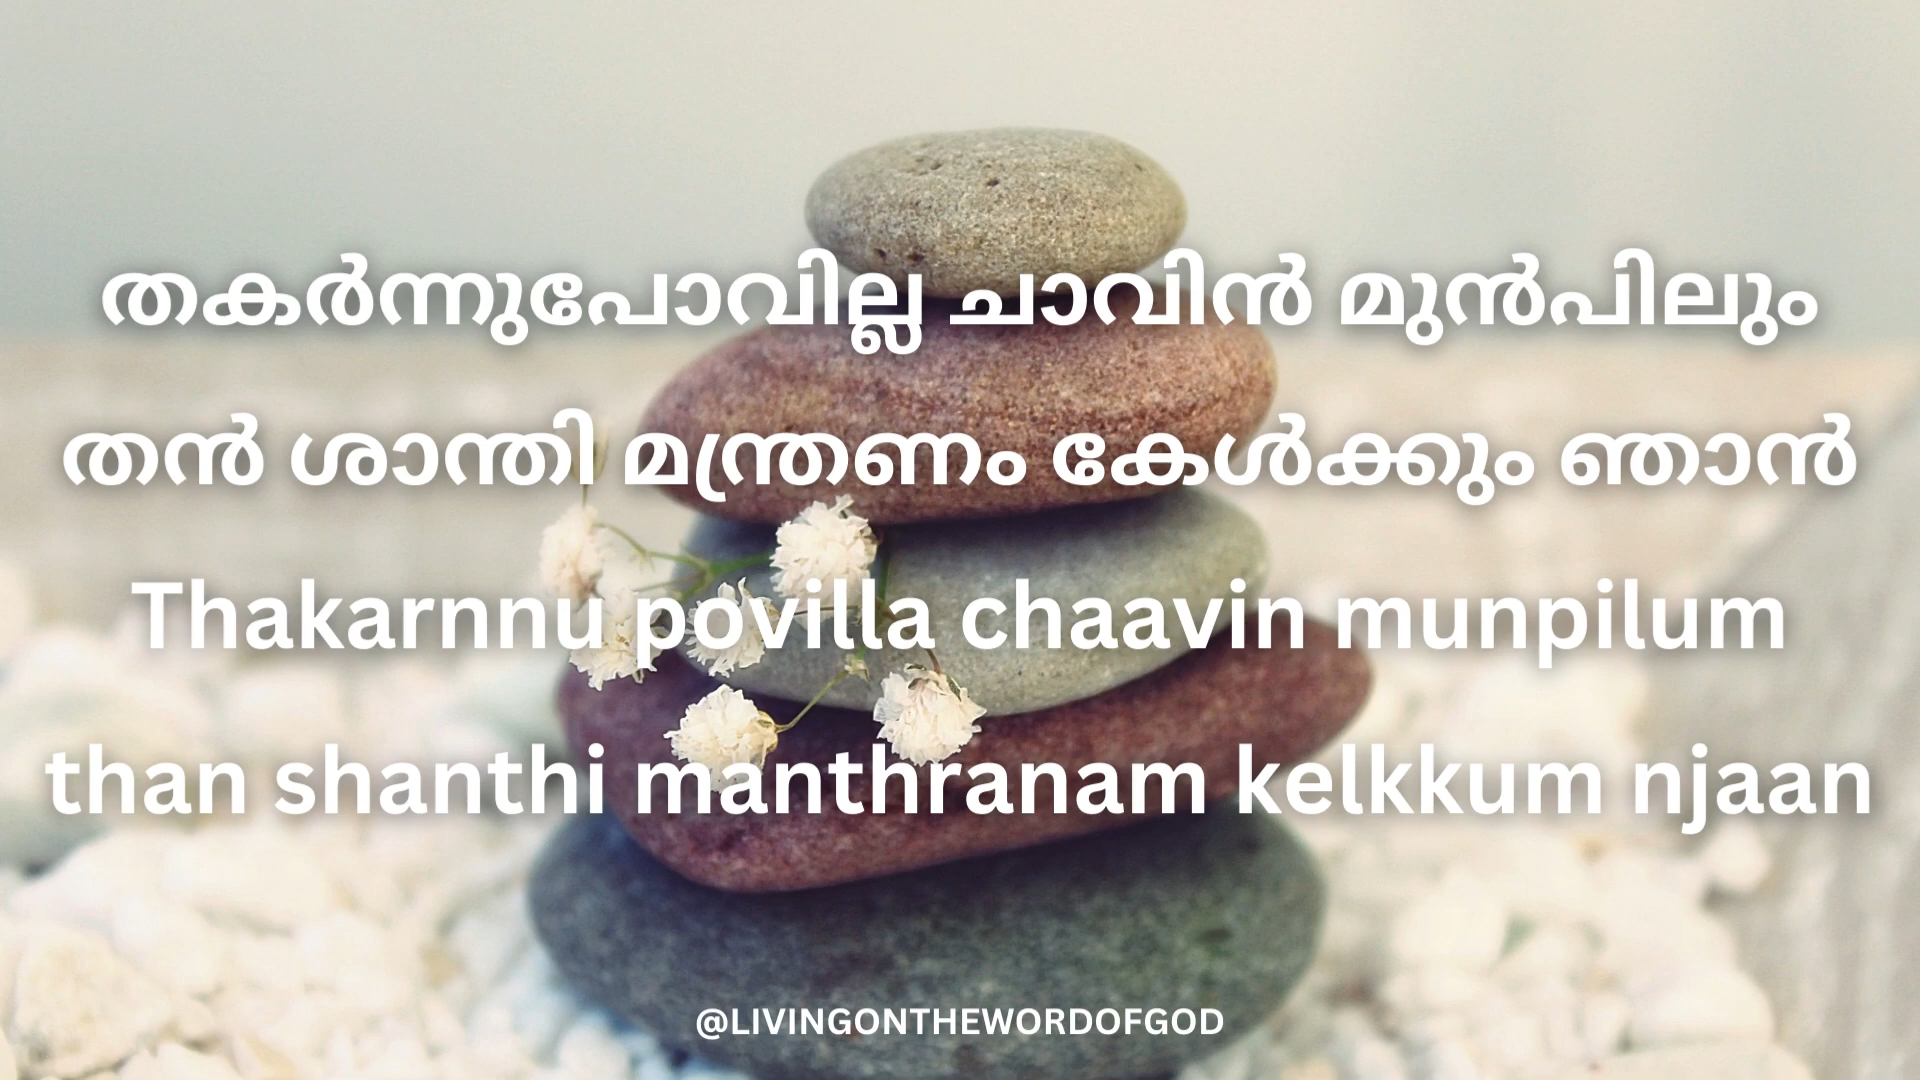 തകർന്നുപോവില്ല ചാവിൻ മുൻപിലും
തൻ ശാന്തി മന്ത്രണം കേൾക്കും ഞാൻ
Thakarnnu povilla chaavin munpilum
than shanthi manthranam kelkkum njaan
@LIVINGONTHEWORDOFGOD